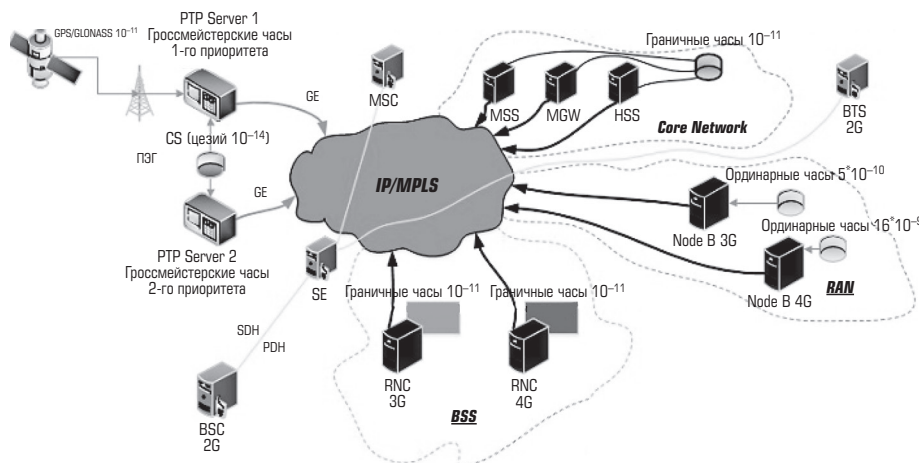 GPS/GLONASS 10⁻¹¹
PTP Server 1
Гроссмейстерские часы
1-го приоритета
GE
CS (цезий 10⁻¹⁴)
ПЭГ
GE
PTP Server 2
Гроссмейстерские часы
2-го приоритета
MSC
IP/MPLS
SE
SDH
PDH
BSC
2G
Граничные часы 10⁻¹¹
MSS
MGW
HSS
Core Network
BTS
2G
Ординарные часы 5*10⁻¹⁰
Node B 3G
Ординарные часы 16*10⁻⁹
Node B 4G
RAN
Граничные часы 10⁻¹¹
RNC
3G
Граничные часы 10⁻¹¹
RNC
4G
BSS